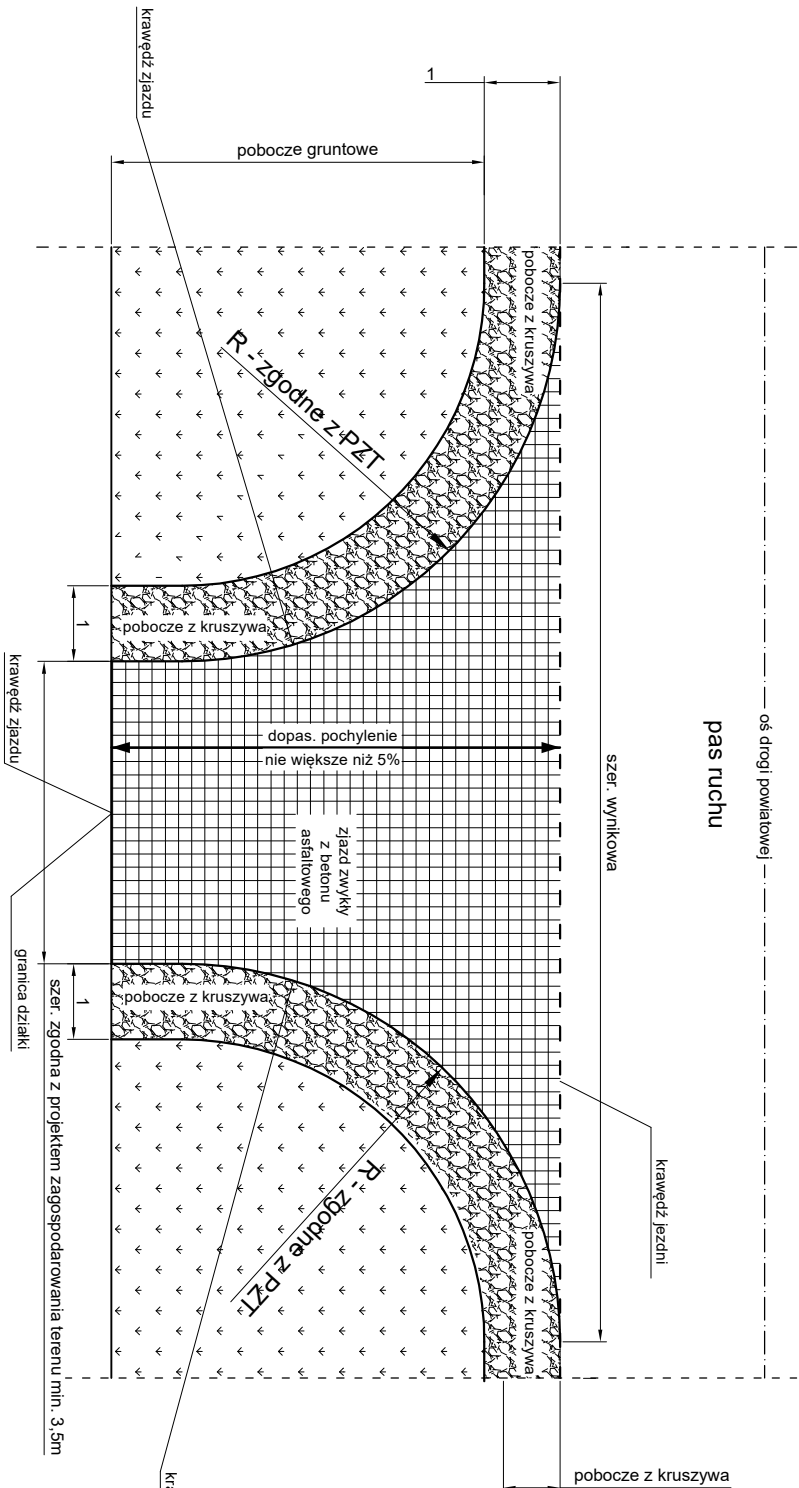 krawędź zjazdu
1
pobocze gruntowe
pobocze z kruszywa
R - zgodne z PZT
oś drogi powiatowej
pas ruchu
szer. wynikowa
1
pobocze z kruszywa
krawędź zjazdu
dopas. pochylenie
nie większe niż 5%
zjazd zwykły
z betonu
asfaltowego
granica działki
1
pobocze z kruszywa
szer. zgodna z projektem zagospodarowania terenu min. 3,5m
R - zgodne z PZT
krawędź jezdni
pobocze z kruszywa
pobocze z kruszywa